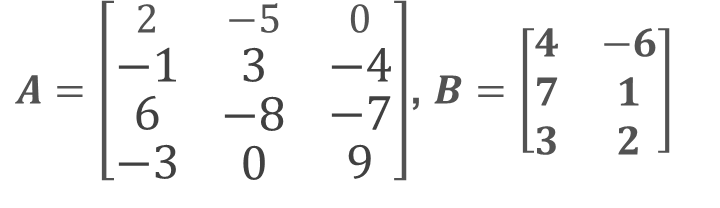 A = [2 −5 0
−1 3 −4
6 −8 −7
−3 0 9], B = [4 −6
7 1
3 2]